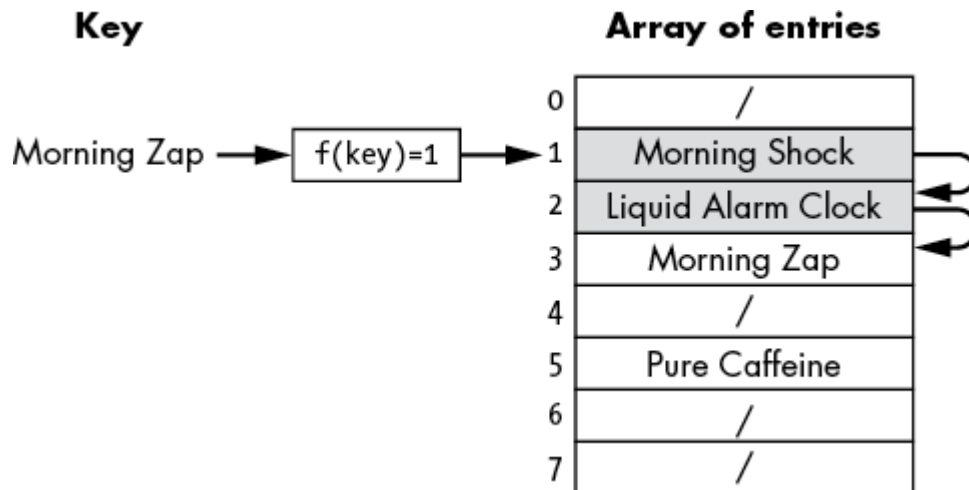 Key
Array of entries
0 /
Morning Zap f(key)=1 1 Morning Shock
2 Liquid Alarm Clock
3 Morning Zap
4 /
5 Pure Caffeine
6 /
7 /